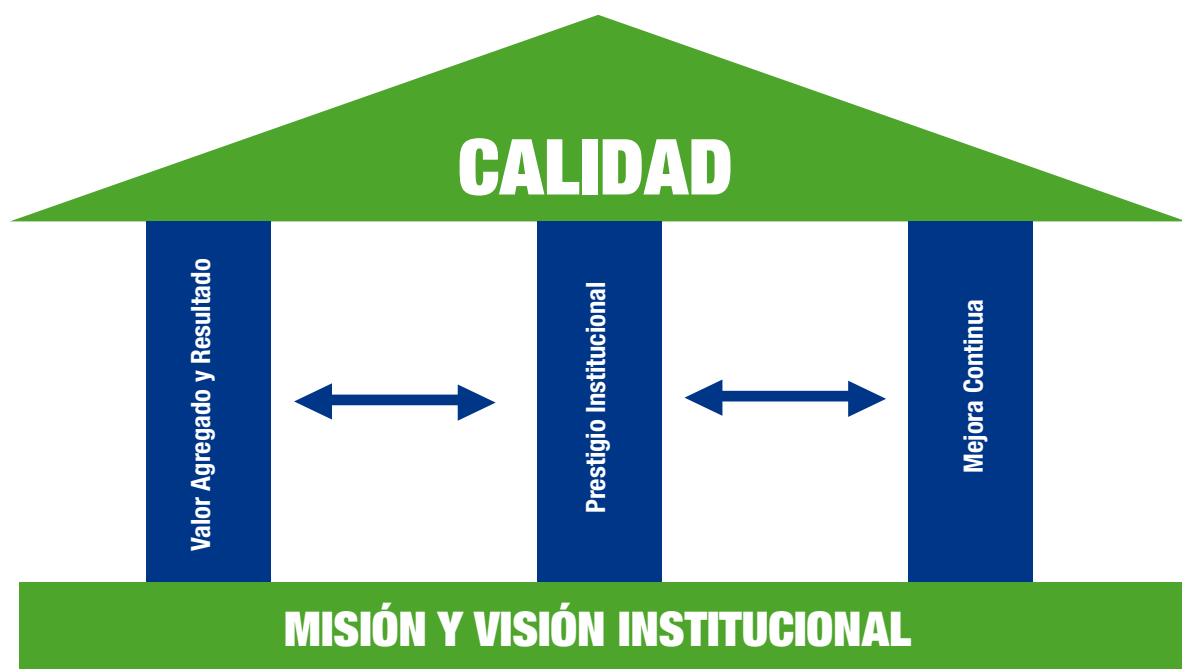 CALIDAD
Valor Agregado y Resultado
Prestigio Institucional
Mejora Continua
MISIÓN Y VISIÓN INSTITUCIONAL